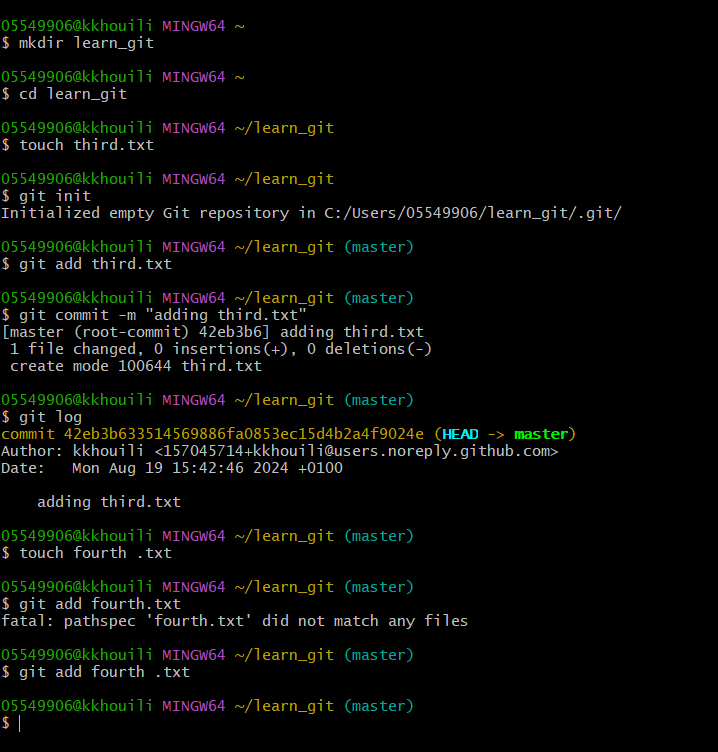 05549906@kkhouili MINGW64 ~
$ mkdir learn_git
05549906@kkhouili MINGW64 ~
$ cd learn_git
05549906@kkhouili MINGW64 ~/learn_git
$ touch third.txt
05549906@kkhouili MINGW64 ~/learn_git
$ git init
Initialized empty Git repository in C:/Users/05549906/learn_git/.git/
05549906@kkhouili MINGW64 ~/learn_git (master)
$ git add third.txt
05549906@kkhouili MINGW64 ~/learn_git (master)
$ git commit -m "adding third.txt"
[master (root-commit) 42eb3b6] adding third.txt
 1 file changed, 0 insertions(+), 0 deletions(-)
 create mode 100644 third.txt
05549906@kkhouili MINGW64 ~/learn_git (master)
$ git log
commit 42eb3b633514569886fa0853ec15d4b2a4f9024e (HEAD -> master)
Author: kkhouili <157045714+kkhouili@users.noreply.github.com>
Date:   Mon Aug 19 15:42:46 2024 +0100
    adding third.txt
05549906@kkhouili MINGW64 ~/learn_git (master)
$ touch fourth .txt
05549906@kkhouili MINGW64 ~/learn_git (master)
$ git add fourth.txt
fatal: pathspec 'fourth.txt' did not match any files
05549906@kkhouili MINGW64 ~/learn_git (master)
$ git add fourth .txt
05549906@kkhouili MINGW64 ~/learn_git (master)
$